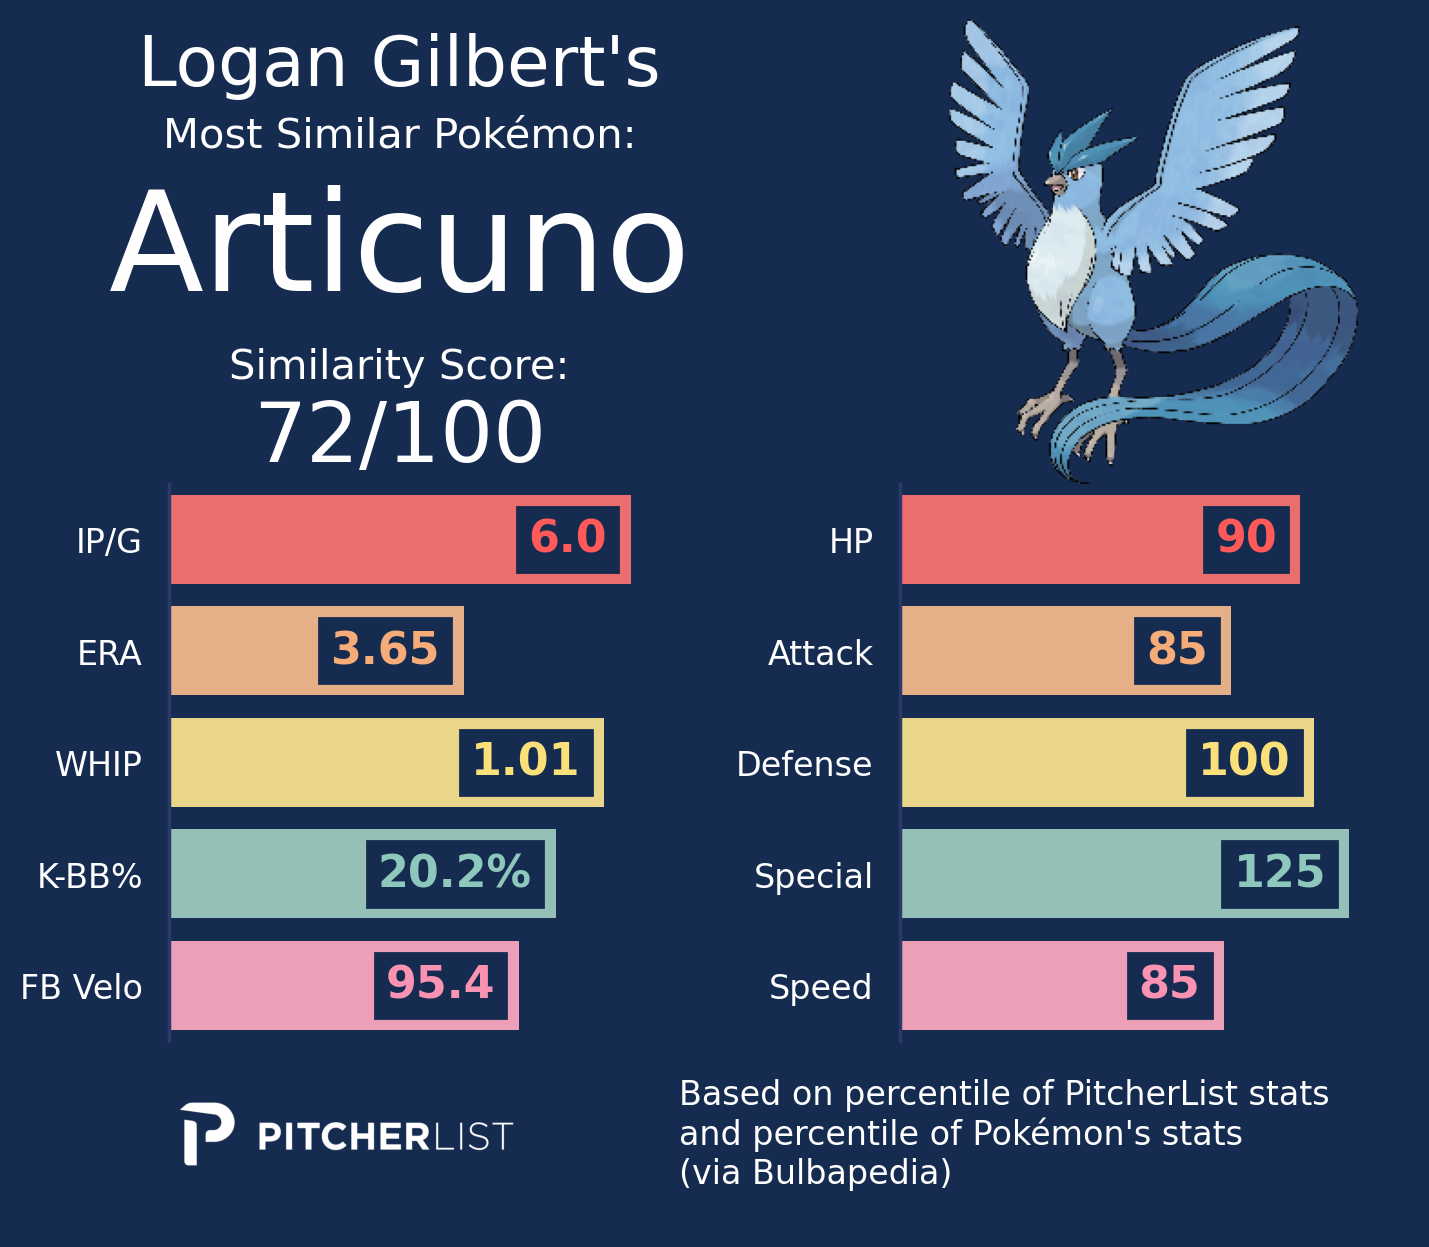 Logan Gilbert's
Most Similar Pokémon:
Articuno
Similarity Score:
72/100
IP/G 6.0
ERA 3.65
WHIP 1.01
K-BB% 20.2%
FB Velo 95.4
HP 90
Attack 85
Defense 100
Special 125
Speed 85
PITCHERLIST
Based on percentile of PitcherList stats
and percentile of Pokémon's stats
(via Bulbapedia)